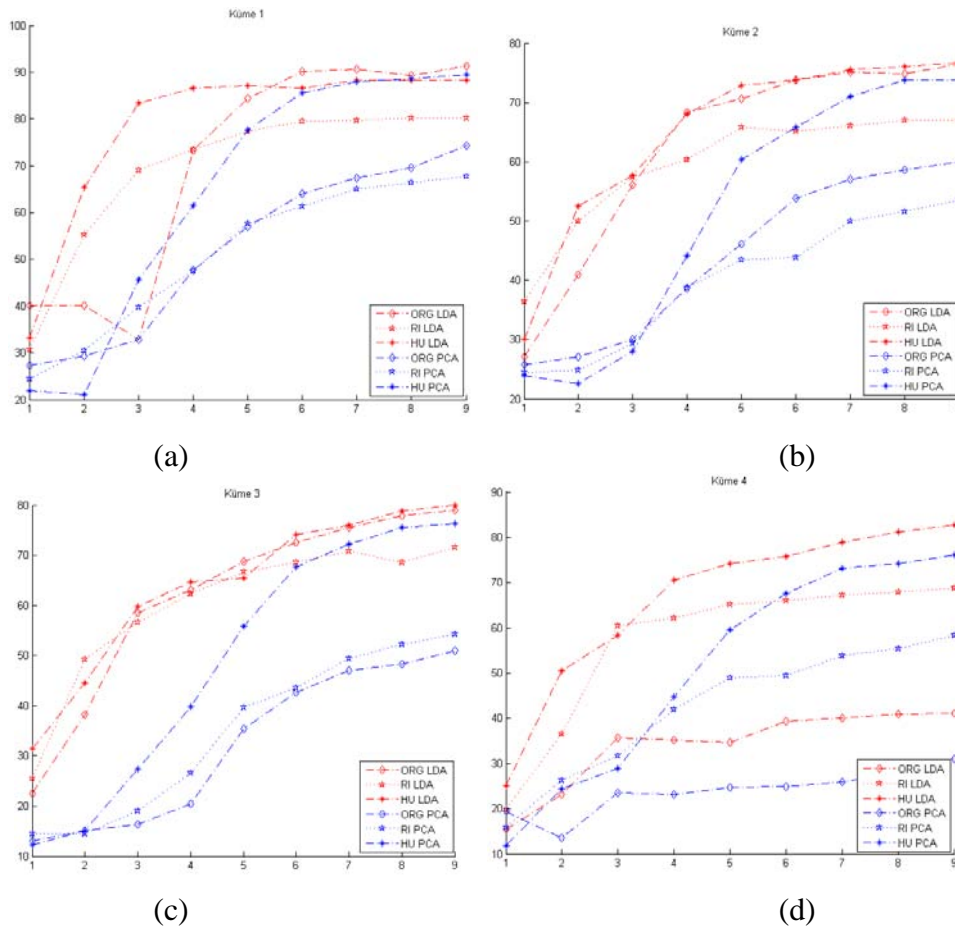 Küme 1
100
90
80
70
60
50
40
30
20
1 2 3 4 5 6 7 8 9
ORG LDA
RI LDA
HU LDA
ORG PCA
RI PCA
HU PCA
(a)
Küme 2
80
70
60
50
40
30
20
1 2 3 4 5 6 7 8
ORG LDA
RI LDA
HU LDA
ORG PCA
RI PCA
HU PCA
(b)
Küme 3
80
70
60
50
40
30
20
10
1 2 3 4 5 6 7 8 9
ORG LDA
RI LDA
HU LDA
ORG PCA
RI PCA
HU PCA
(c)
Küme 4
90
80
70
60
50
40
30
20
10
1 2 3 4 5 6 7 8 9
ORG LDA
RI LDA
HU LDA
ORG PCA
RI PCA
HU PCA
(d)